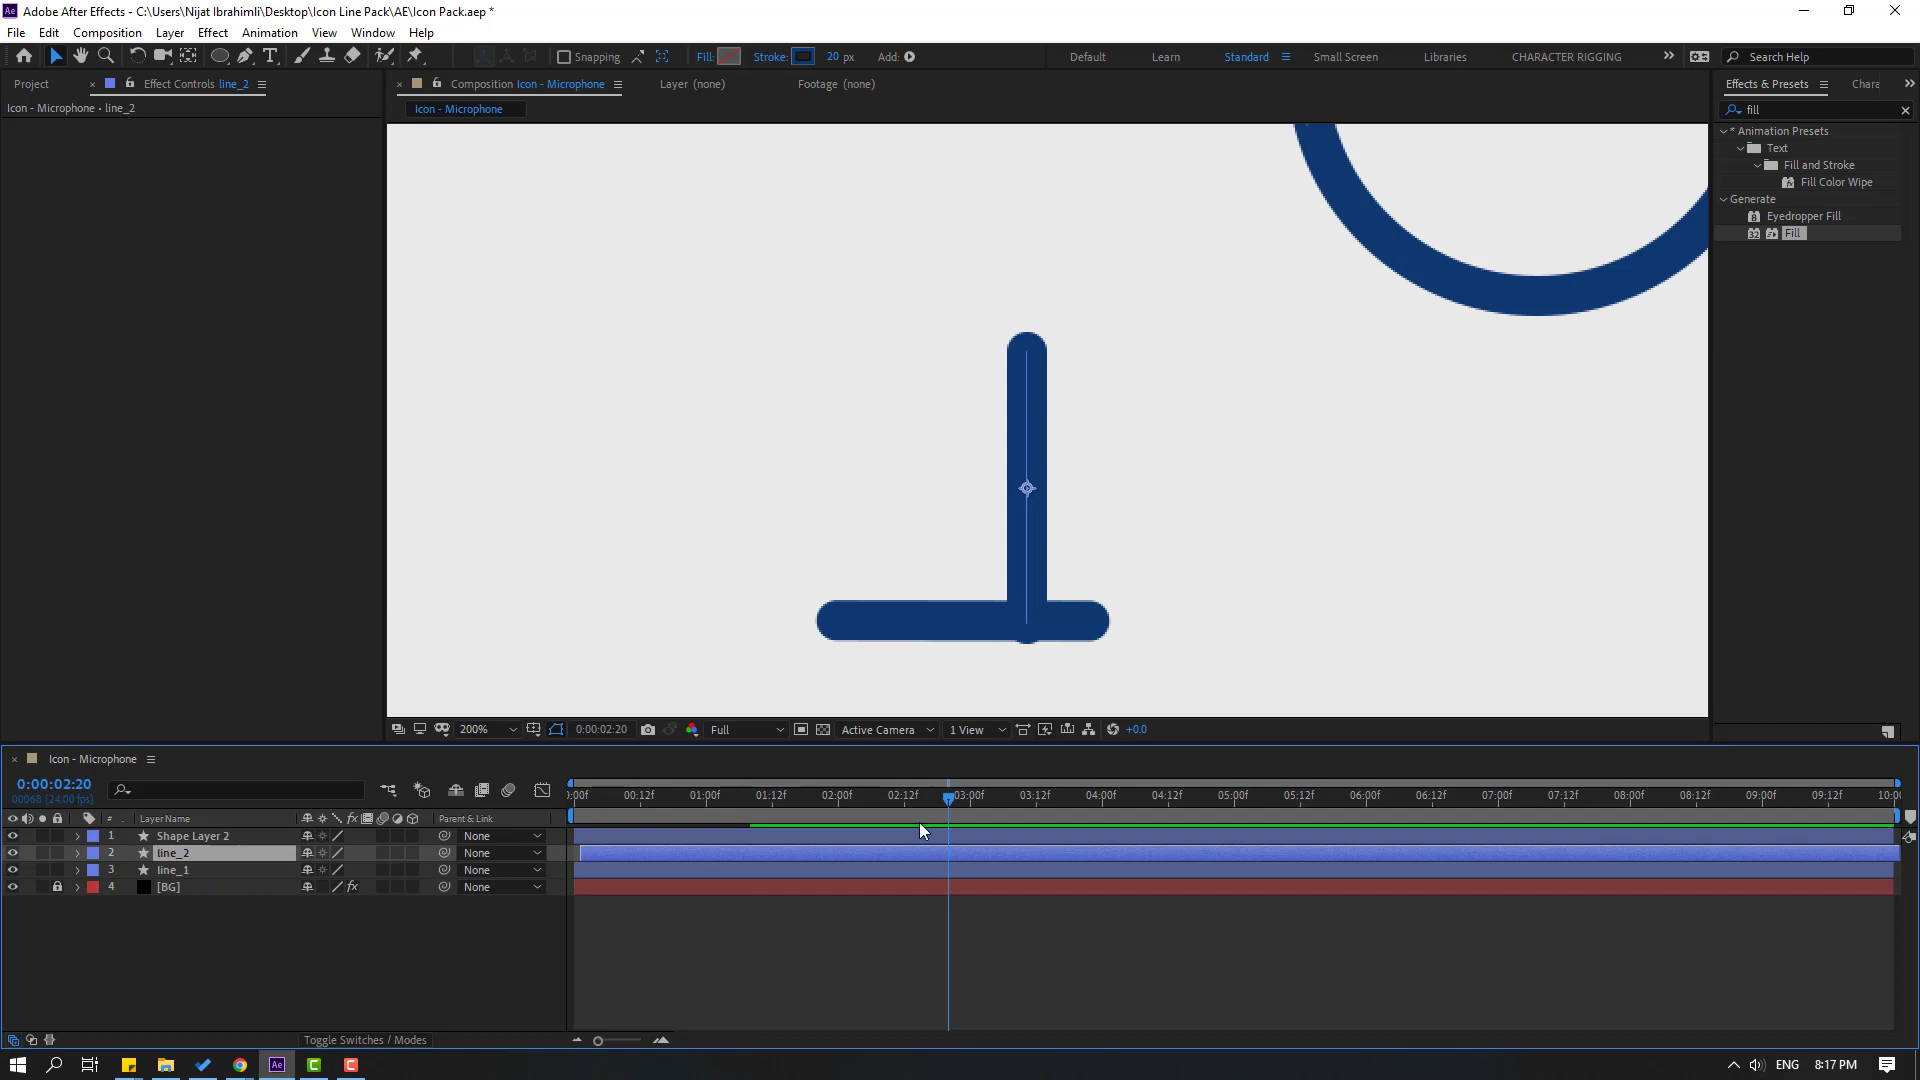 Adobe After Effects - C:\Users\Nijat Ibrahimli\Desktop\Icon Line Pack\AE\Icon Pack.aep *
File Edit Composition Layer Effect Animation View Window Help
Snapping Fill: Stroke: 20 px Add: Default Learn Standard Small Screen Libraries CHARACTER RIGGING Search Help
Project Effect Controls line_2 Composition Icon - Microphone Layer (none) Footage (none) Effects & Presets Chara
Icon - Microphone • line_2
Icon - Microphone
fill
* Animation Presets
Text
Fill and Stroke
Fill Color Wipe
Generate
Eyedropper Fill
Fill
200% 0:00:02:20 Full Active Camera 1 View +0.0
Icon - Microphone
0:00:02:20
00068 (24.00 fps)
:00f 00:12f 01:00f 01:12f 02:00f 02:12f 03:00f 03:12f 04:00f 04:12f 05:00f 05:12f 06:00f 06:12f 07:00f 07:12f 08:00f 08:12f 09:00f 09:12f 10:00
# Layer Name Parent & Link
1 Shape Layer 2 None
2 line_2 None
3 line_1 None
4 [BG] None
Toggle Switches / Modes
ENG 8:17 PM